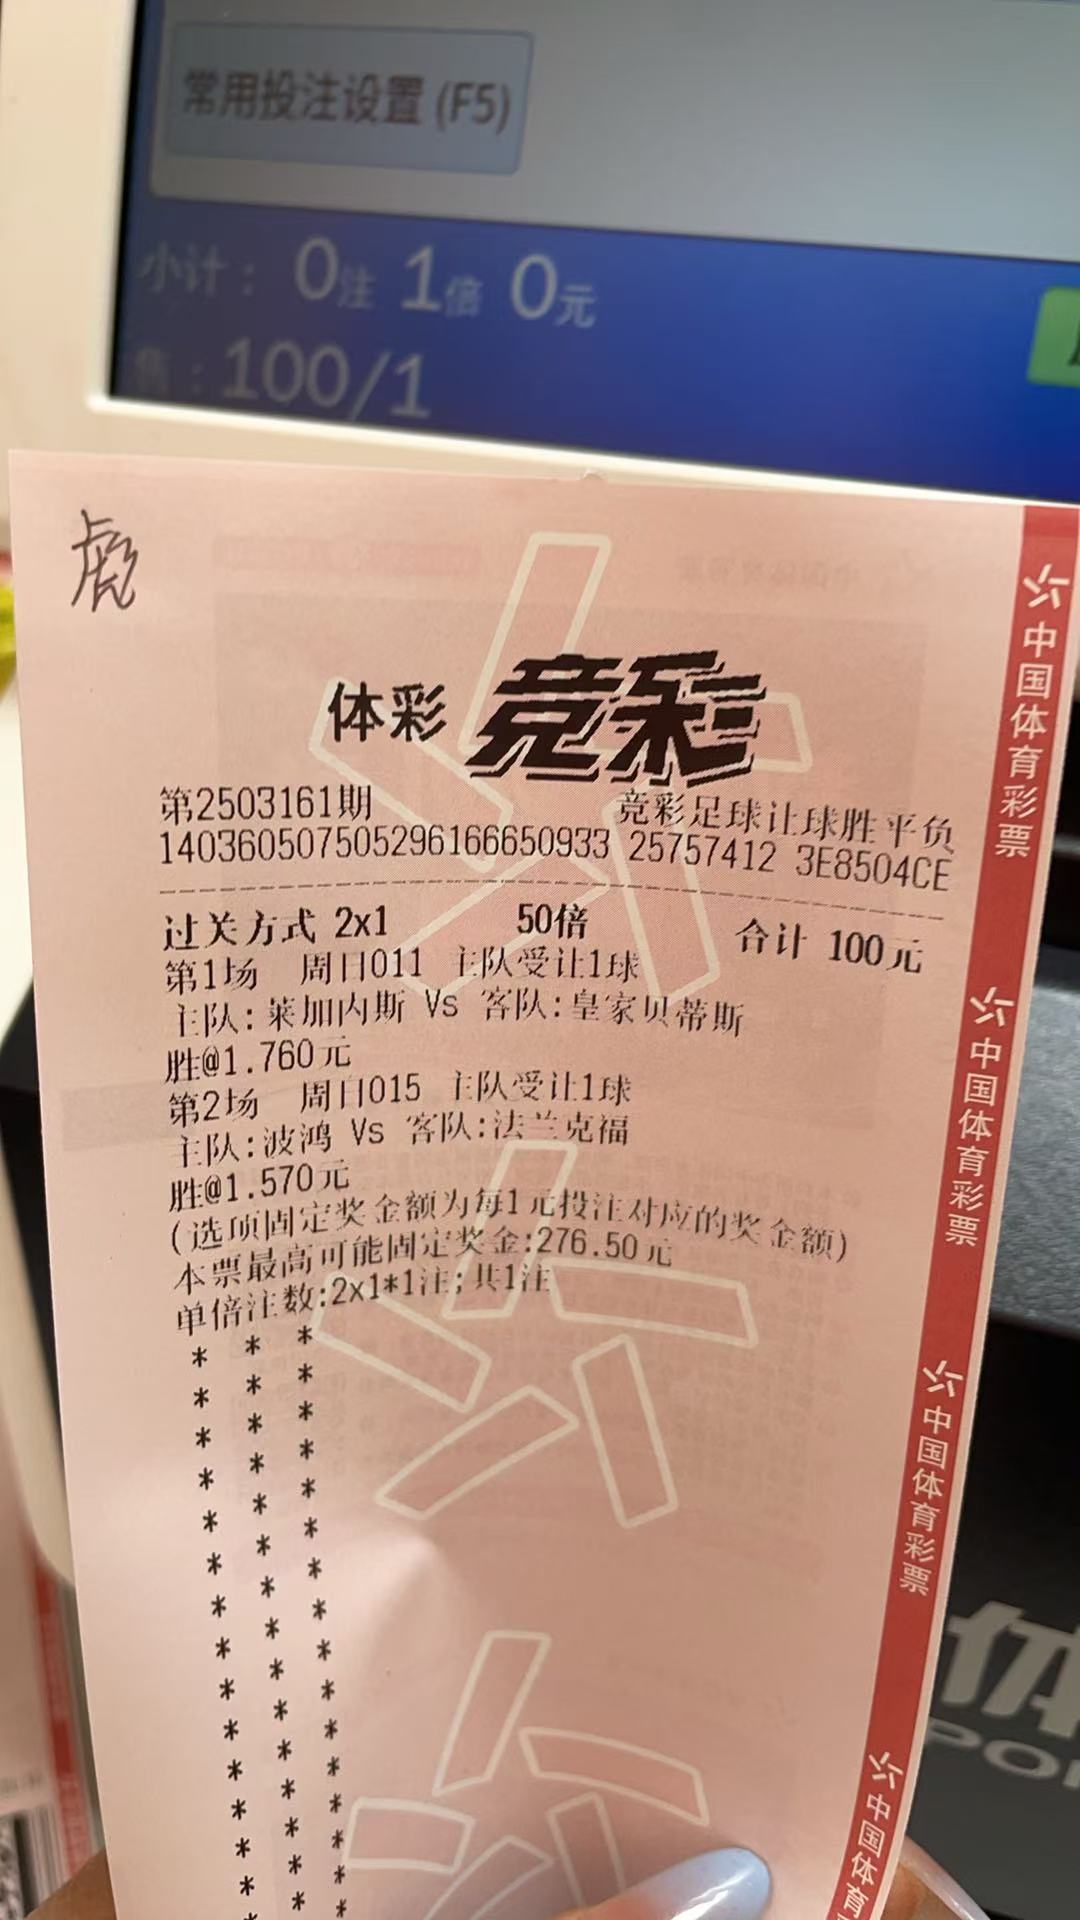 常用投注设置 (F5)
小计： 0注 1倍 0元
售：100/1
虎
体彩 竞彩
第2503161期 竞彩足球让球胜平负
140360507505296166650933 25757412 3E8504CE
过关方式 2x1 50倍 合计 100元
第1场 周日011 主队受让1球
主队:莱加内斯 Vs 客队:皇家贝蒂斯
胜@1.760元
第2场 周日015 主队受让1球
主队:波鸿 Vs 客队:法兰克福
胜@1.570元
(选项固定奖金额为每1元投注对应的奖金额)
本票最高可能固定奖金:276.50元
单倍注数:2x1*1注;共1注
中国体育彩票
中国体育彩票
中国体育彩票
中国体育
体